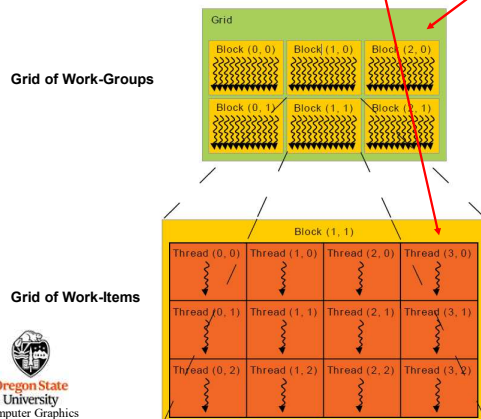 Grid
Block (0, 0) Block (1, 0) Block (2, 0)
Grid of Work-Groups
Block (0, 1) Block (1, 1) Block (2, 1)
Block (1, 1)
Thread (0, 0) Thread (1, 0) Thread (2, 0) Thread (3, 0)
Grid of Work-Items
Thread (0, 1) Thread (1, 1) Thread (2, 1) Thread (3, 1)
Thread (0, 2) Thread (1, 2) Thread (2, 2) Thread (3, 2)
Oregon State
University
mputer Graphics